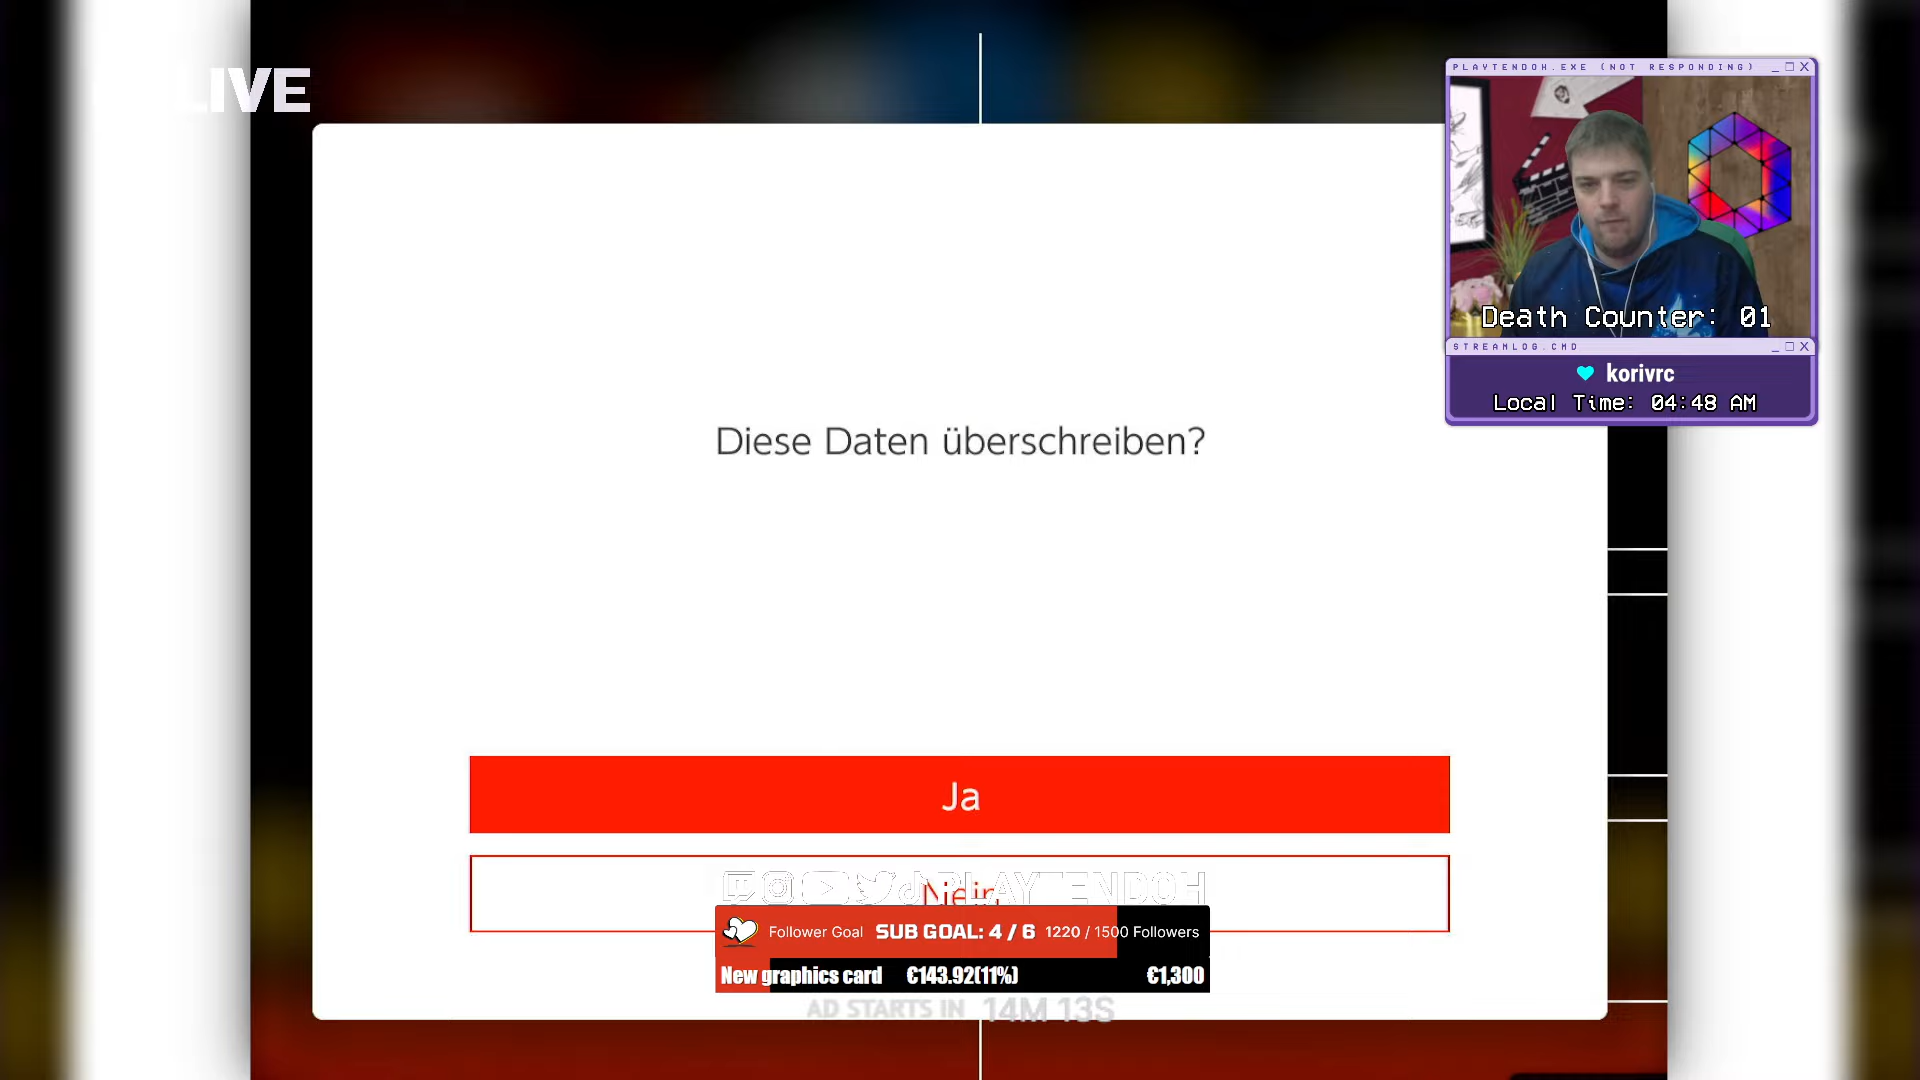 LIVE
PLAYTENDOH.EXE (NOT RESPONDING)
Death Counter: 01
STREAMLOG.CMD
korivrc
Local Time: 04:48 AM
Diese Daten überschreiben?
Ja
Nein
PLAYTENDOH
Follower Goal SUB GOAL: 4 / 6 1220 / 1500 Followers
New graphics card €143.92(11%) €1,300
AD STARTS IN 14M 13S